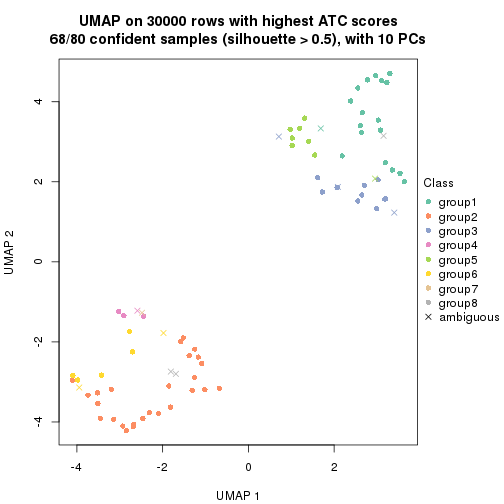 UMAP on 30000 rows with highest ATC scores
68/80 confident samples (silhouette > 0.5), with 10 PCs
4
2
0
-2
-4
UMAP 2
-4
-2
0
2
UMAP 1
Class
group1
group2
group3
group4
group5
group6
group7
group8
ambiguous